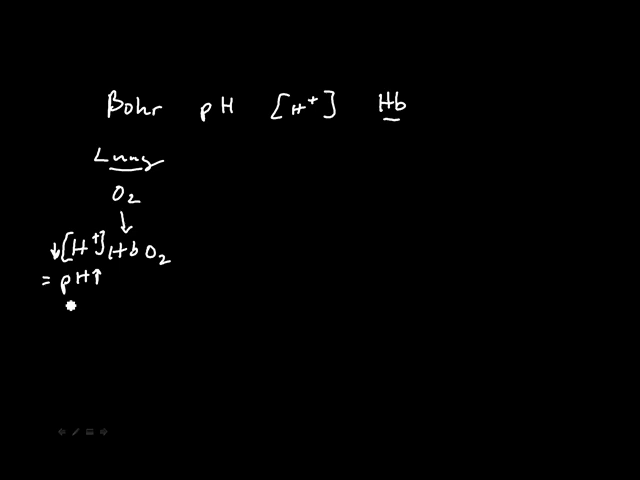 Bohr pH [H⁺] Hb
Lung
O₂
↓
↓[H⁺]HbO₂
= pH↑